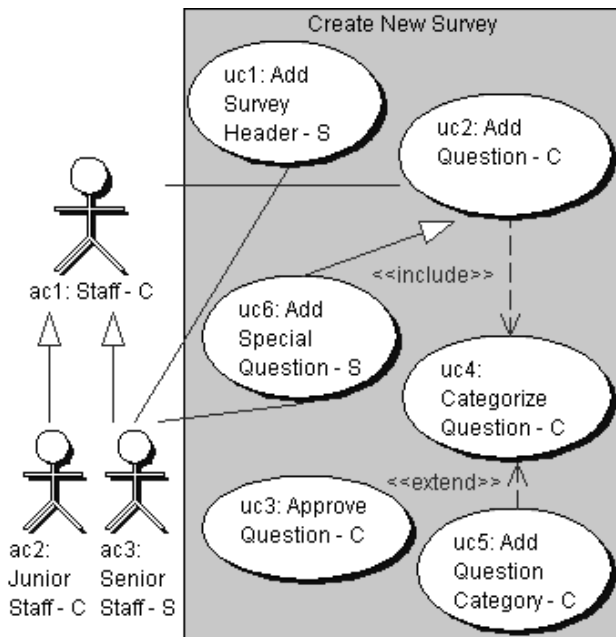 Create New Survey
uc1: Add
Survey
Header - S
uc2: Add
Question - C
ac1: Staff - C
<<include>>
uc6: Add
Special
Question - S
uc4:
Categorize
Question - C
<<extend>>
uc3: Approve
Question - C
ac2:
Junior
Staff - C
ac3:
Senior
Staff - S
uc5: Add
Question
Category - C